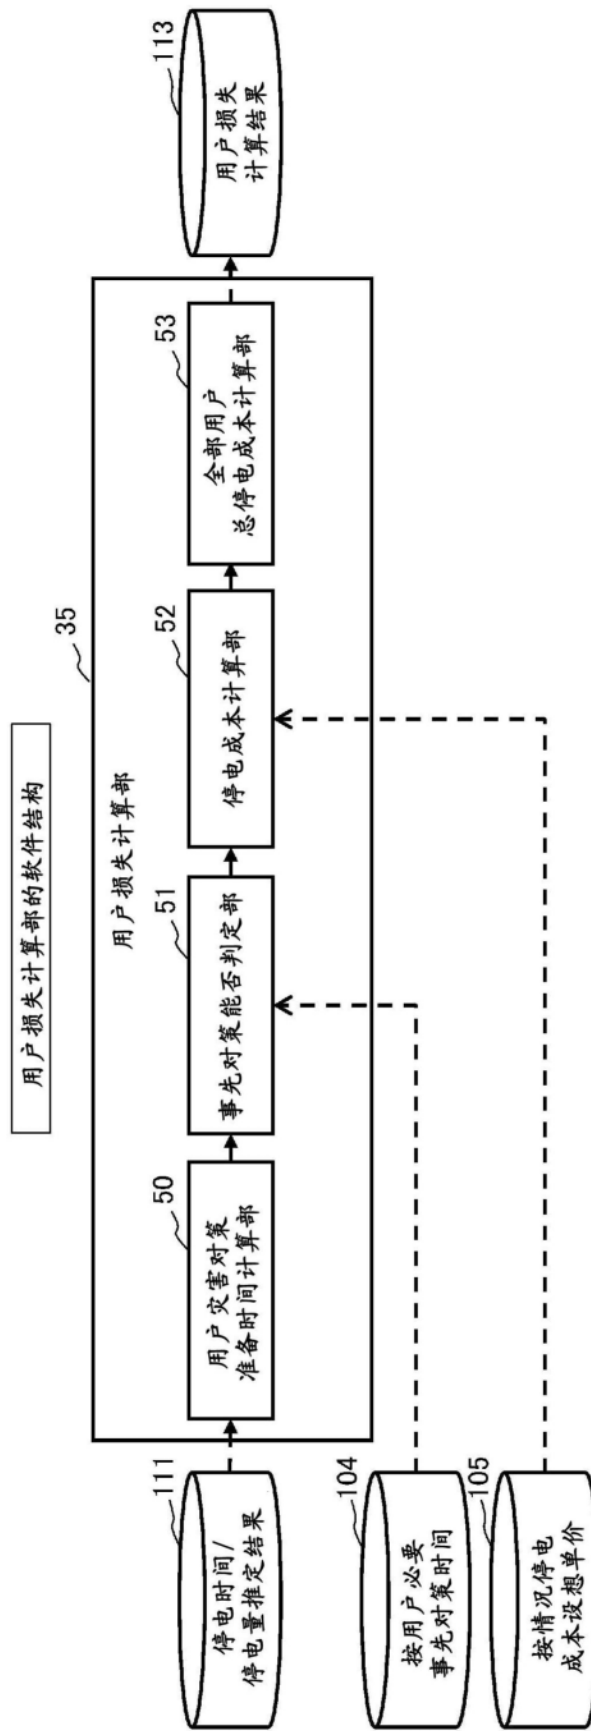 用户损失计算部的软件结构
35
用户损失计算部
111
停电时间/
停电量推定结果
50
用户灾害对策
准备时间计算部
51
事先对策能否判定部
52
停电成本计算部
53
全部用户
总停电成本计算部
113
用户损失
计算结果
104
按用户必要
事先对策时间
105
按情况停电
成本设想单价